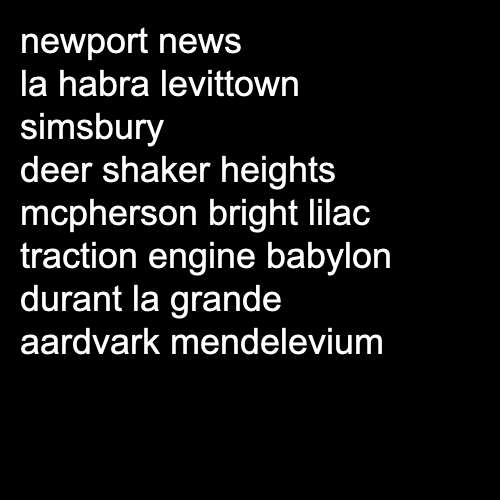 newport news
la habra levittown
simsbury
deer shaker heights
mcpherson bright lilac
traction engine babylon
durant la grande
aardvark mendelevium